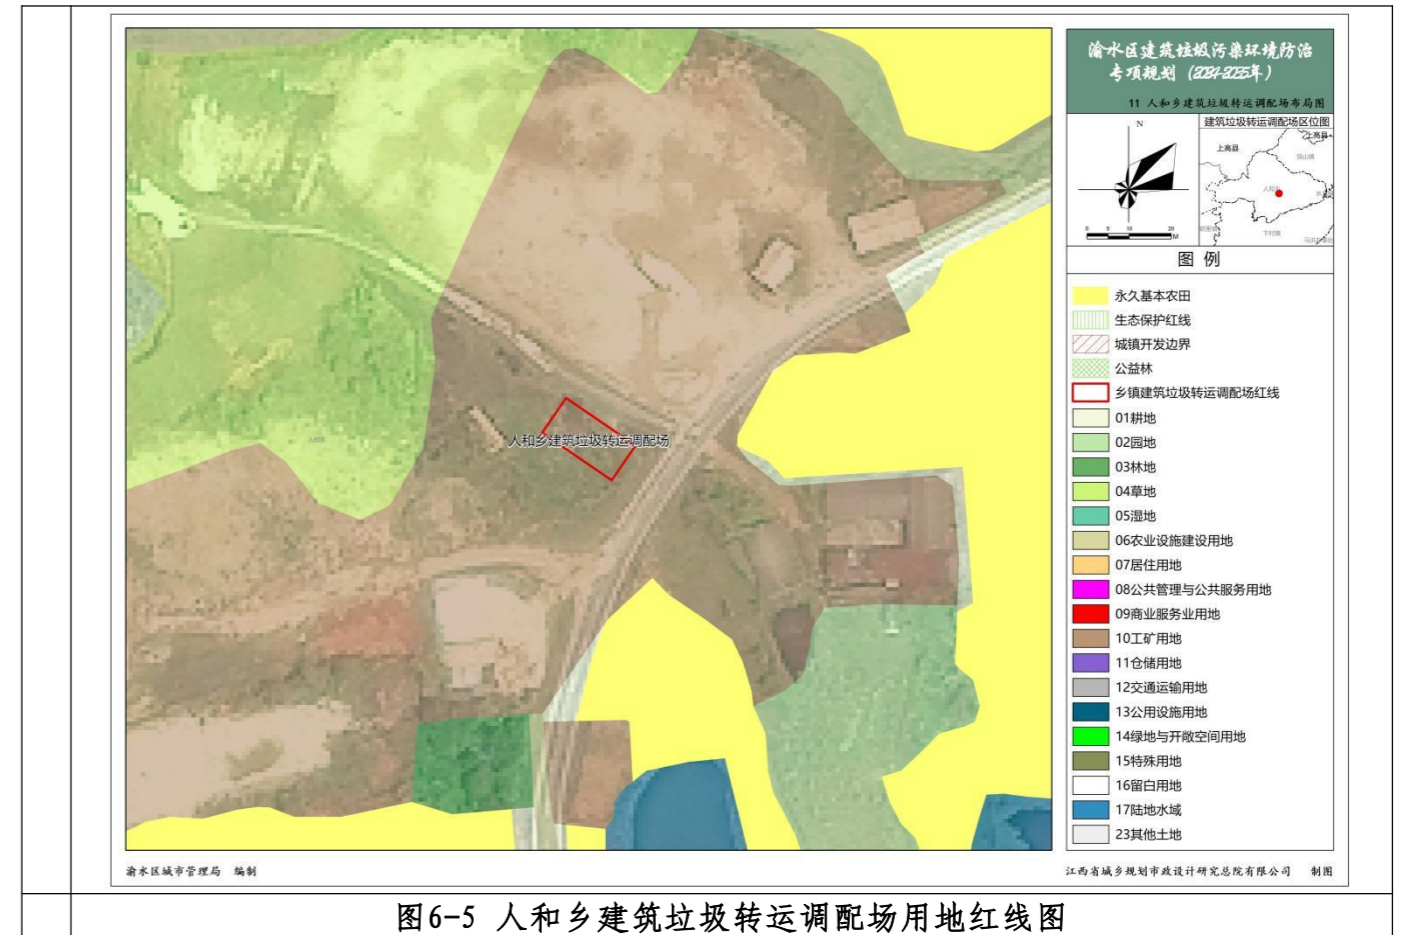 渝水区建筑垃圾污染环境防治
专项规划（2024-2035年）
11 人和乡建筑垃圾转运调配场布局图
N
0 5 10 20
M
建筑垃圾转运调配场区位图
上高县
上高县
人和乡
下村镇
图 例
永久基本农田
生态保护红线
城镇开发边界
公益林
乡镇建筑垃圾转运调配场红线
01耕地
02园地
03林地
04草地
05湿地
06农业设施建设用地
07居住用地
08公共管理与公共服务用地
09商业服务业用地
10工矿用地
11仓储用地
12交通运输用地
13公用设施用地
14绿地与开敞空间用地
15特殊用地
16留白用地
17陆地水域
23其他土地
人和乡建筑垃圾转运调配场
渝水区城市管理局 编制
江西省城乡规划市政设计研究总院有限公司 制图
图6-5 人和乡建筑垃圾转运调配场用地红线图